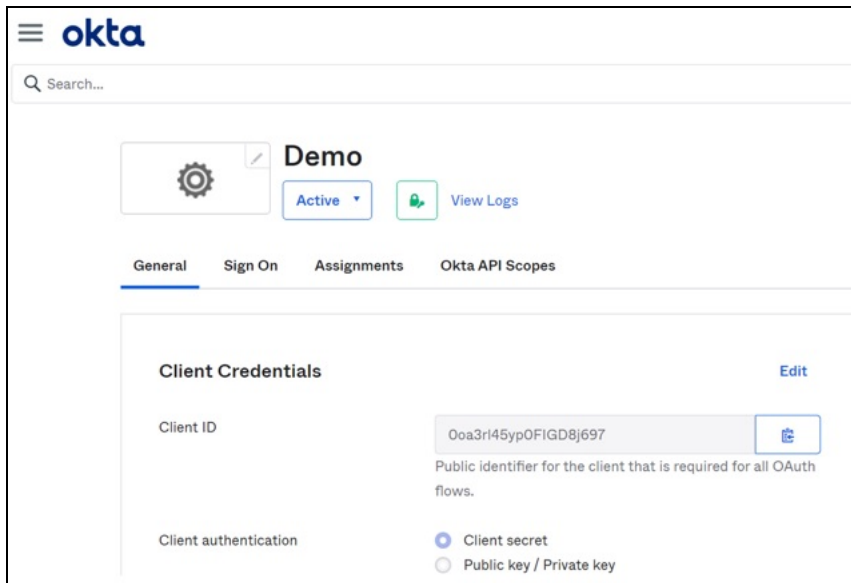 okta
Search...
Demo
Active
View Logs
General Sign On Assignments Okta API Scopes
Client Credentials Edit
Client ID
0oa3rl45yp0FIGD8j697
Public identifier for the client that is required for all OAuth
flows.
Client authentication
Client secret
Public key / Private key